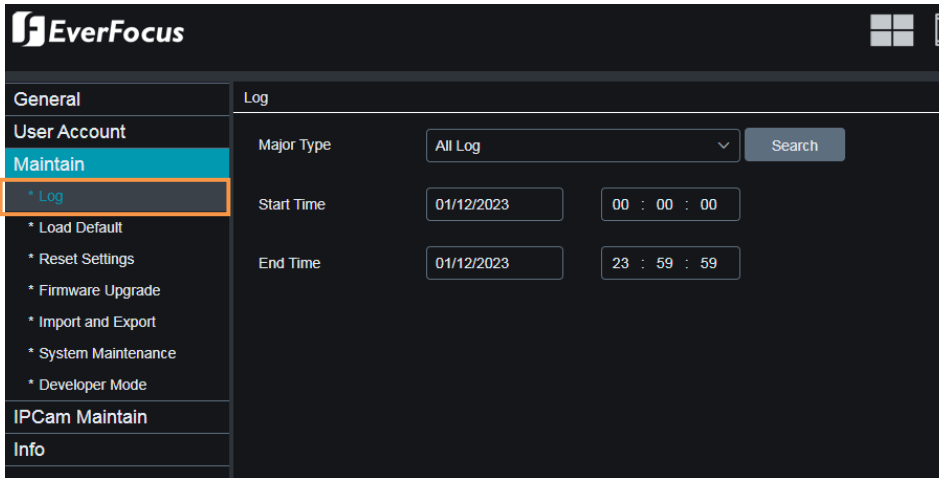 EverFocus
General
User Account
Maintain
* Log
* Load Default
* Reset Settings
* Firmware Upgrade
* Import and Export
* System Maintenance
* Developer Mode
IPCam Maintain
Info
Log
Major Type All Log Search
Start Time 01/12/2023 00 : 00 : 00
End Time 01/12/2023 23 : 59 : 59